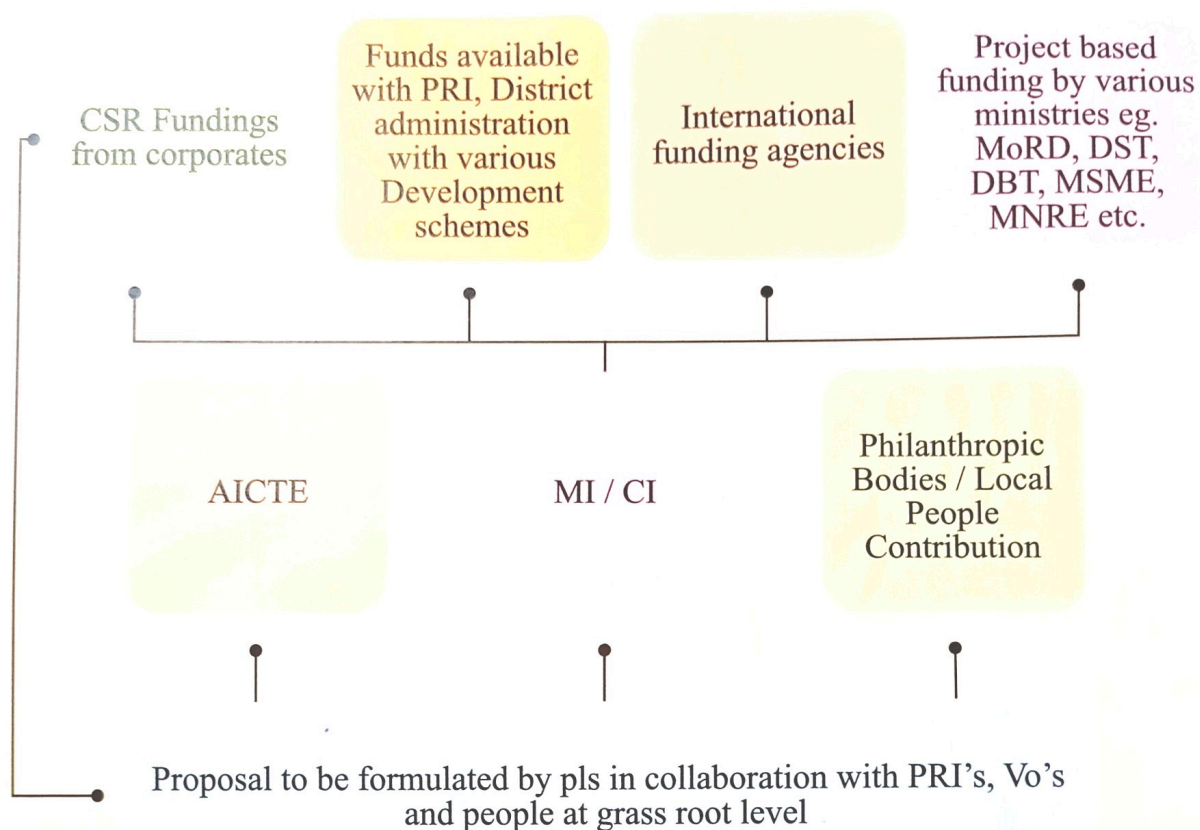 CSR Fundings
from corporates
Funds available
with PRI, District
administration
with various
Development
schemes
International
funding agencies
Project based
funding by various
ministries eg.
MoRD, DST,
DBT, MSME,
MNRE etc.
AICTE
MI / CI
Philanthropic
Bodies / Local
People
Contribution
Proposal to be formulated by pls in collaboration with PRI's, Vo's
and people at grass root level